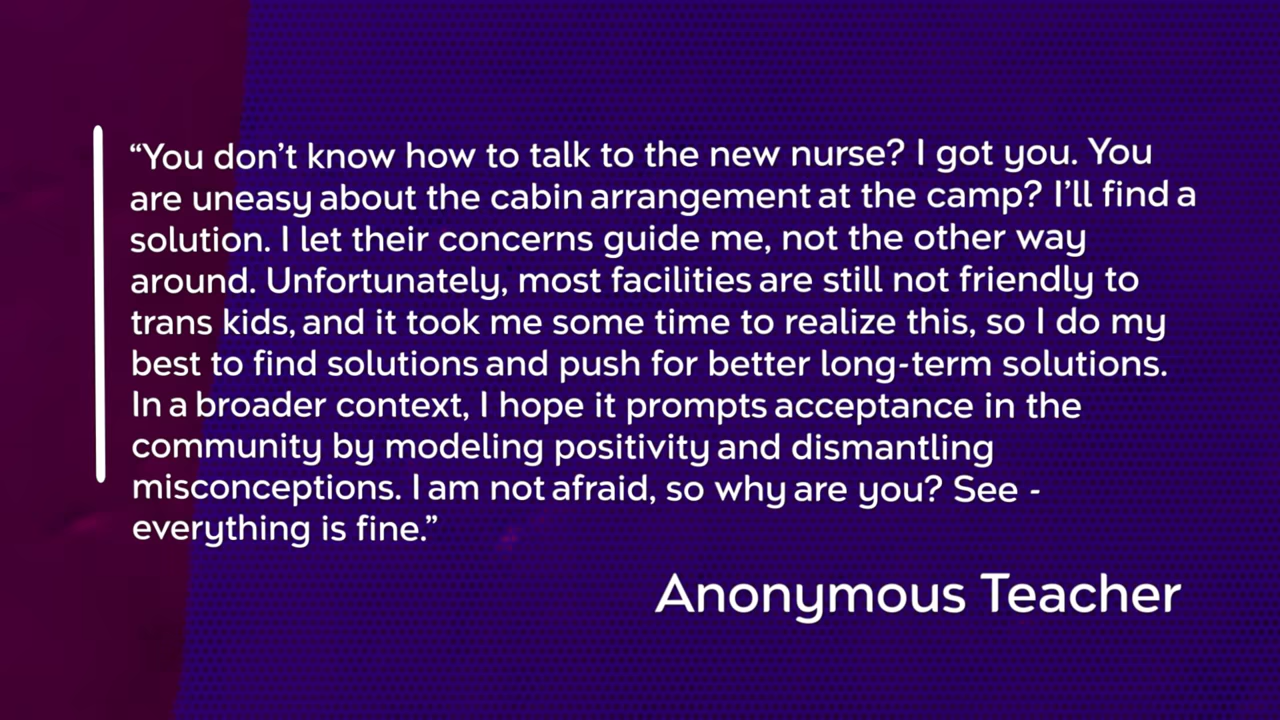 “You don’t know how to talk to the new nurse? I got you. You
are uneasy about the cabin arrangement at the camp? I’ll find a
solution. I let their concerns guide me, not the other way
around. Unfortunately, most facilities are still not friendly to
trans kids, and it took me some time to realize this, so I do my
best to find solutions and push for better long-term solutions.
In a broader context, I hope it prompts acceptance in the
community by modeling positivity and dismantling
misconceptions. I am not afraid, so why are you? See -
everything is fine.”
Anonymous Teacher